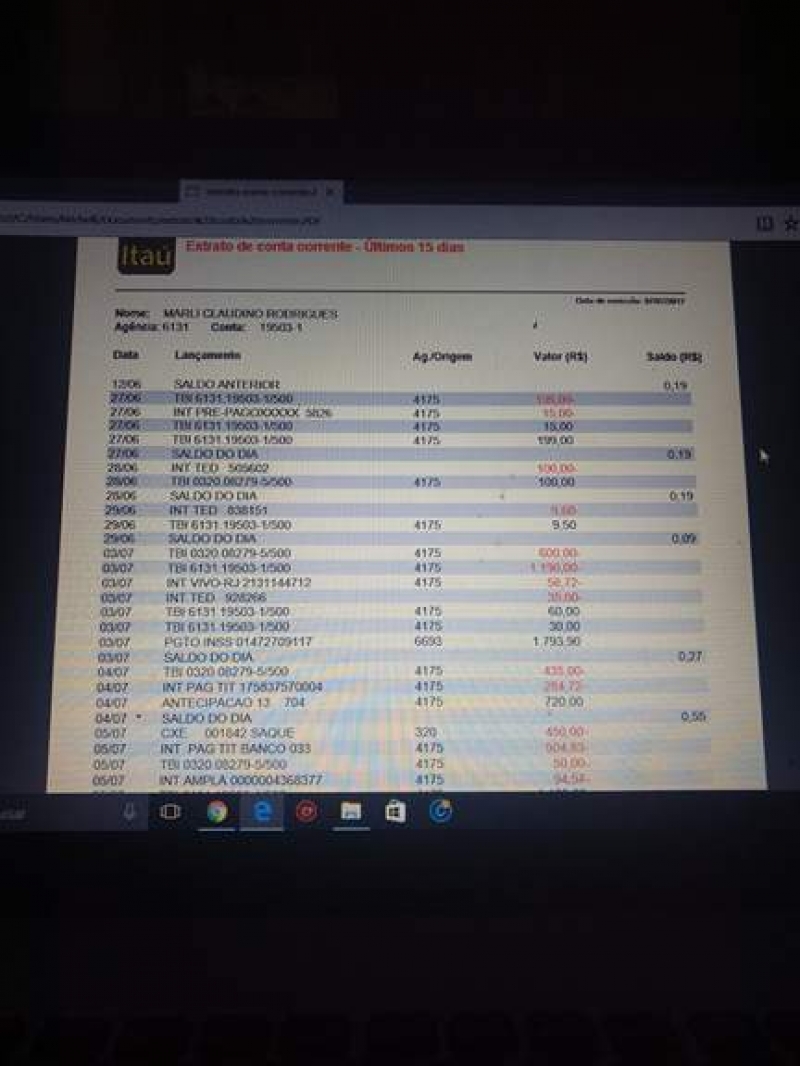 Itaú
Extrato de conta corrente - Últimos 15 dias
Nome: MARLI CLAUDINO RODRIGUES
Agência: 6131 Conta: 19503-1
Data Lançamento Ag./Origem Valor (R$) Saldo (R$)
12/06 SALDO ANTERIOR 0,19
27/06 TBI 6131.19503-1/500 4175
27/06 INT PRE-PAGOXXXXX 5826 15,00-
27/06 TBI 6131.19503-1/500 4175 15,00
27/06 TBI 6131.19503-1/500 4175 199,00
27/06 SALDO DO DIA 0,19
28/06 INT TED 505602 100,00-
28/06 TBI 0320.08279-5/500 4175 100,00
28/06 SALDO DO DIA 0,19
29/06 INT TED 838151
29/06 TBI 6131.19503-1/500 4175 9,50
29/06 SALDO DO DIA 0,09
03/07 TBI 0320.08279-5/500 4175 600,00-
03/07 TBI 6131.19503-1/500 4175 1.190,00-
03/07 INT VIVO-RJ 2131144712 4175 58,72-
03/07 INT TED 928266 35,00-
03/07 TBI 6131.19503-1/500 4175 60,00
03/07 TBI 6131.19503-1/500 4175 30,00
03/07 PGTO INSS 01472709117 6693 1.793,90
03/07 SALDO DO DIA 0,27
04/07 TBI 0320.08279-5/500 4175 435,00-
04/07 INT PAG TIT 175837570004 4175 284,72-
04/07 ANTECIPACAO 13 704 4175 720,00
04/07 * SALDO DO DIA 0,55
05/07 CXE 001842 SAQUE 320 450,00-
05/07 INT PAG TIT BANCO 033 4175 504,83-
05/07 TBI 0320.08279-5/500 4175 50,00-
05/07 INT AMPLA 0000004368377 4175 94,54-